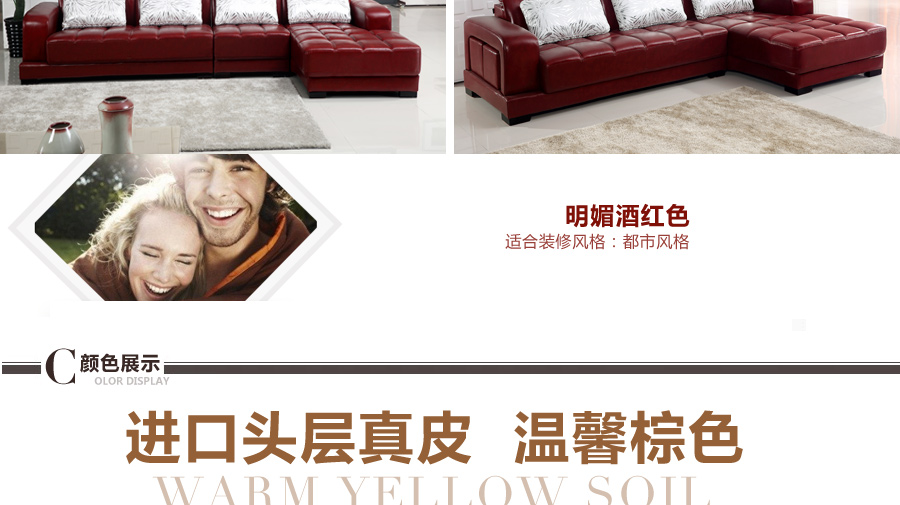 明媚酒红色
适合装修风格：都市风格
C 颜色展示
OLOR DISPLAY
进口头层真皮 温馨棕色
WARM YELLOW SOIL